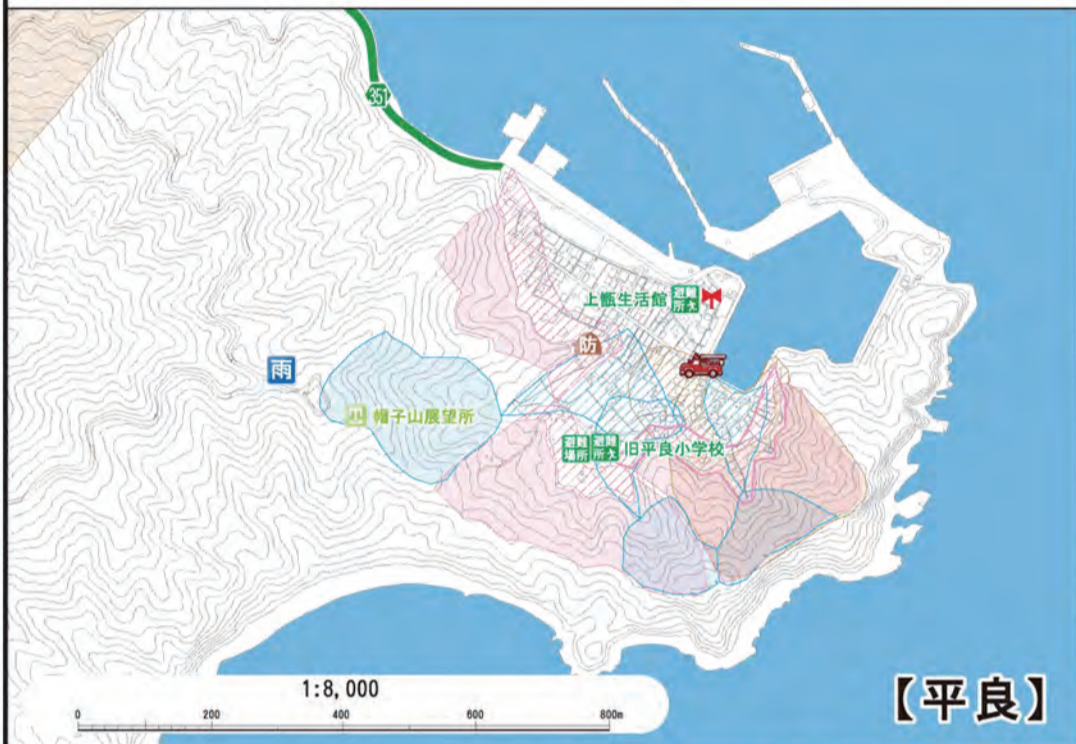 351
上甑生活館
避難所欠
防
雨
帽子山展望所
避難場所
避難所欠
旧平良小学校
1:8,000
0 200 400 600 800m
【平良】